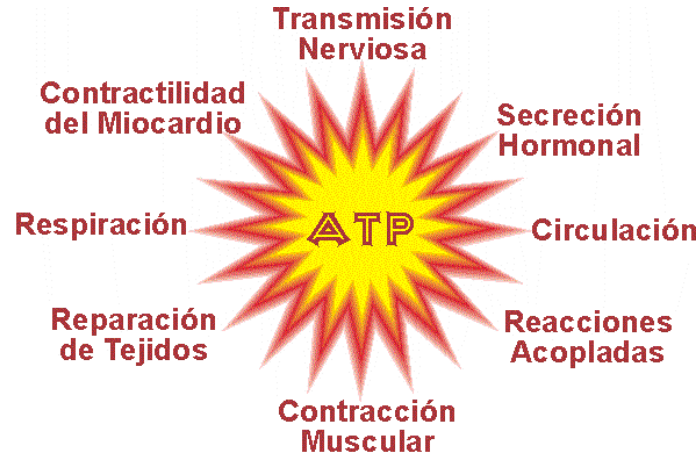 Transmisión
Nerviosa
Contractilidad
del Miocardio
Secreción
Hormonal
Respiración
ATP
Circulación
Reparación
de Tejidos
Reacciones
Acopladas
Contracción
Muscular